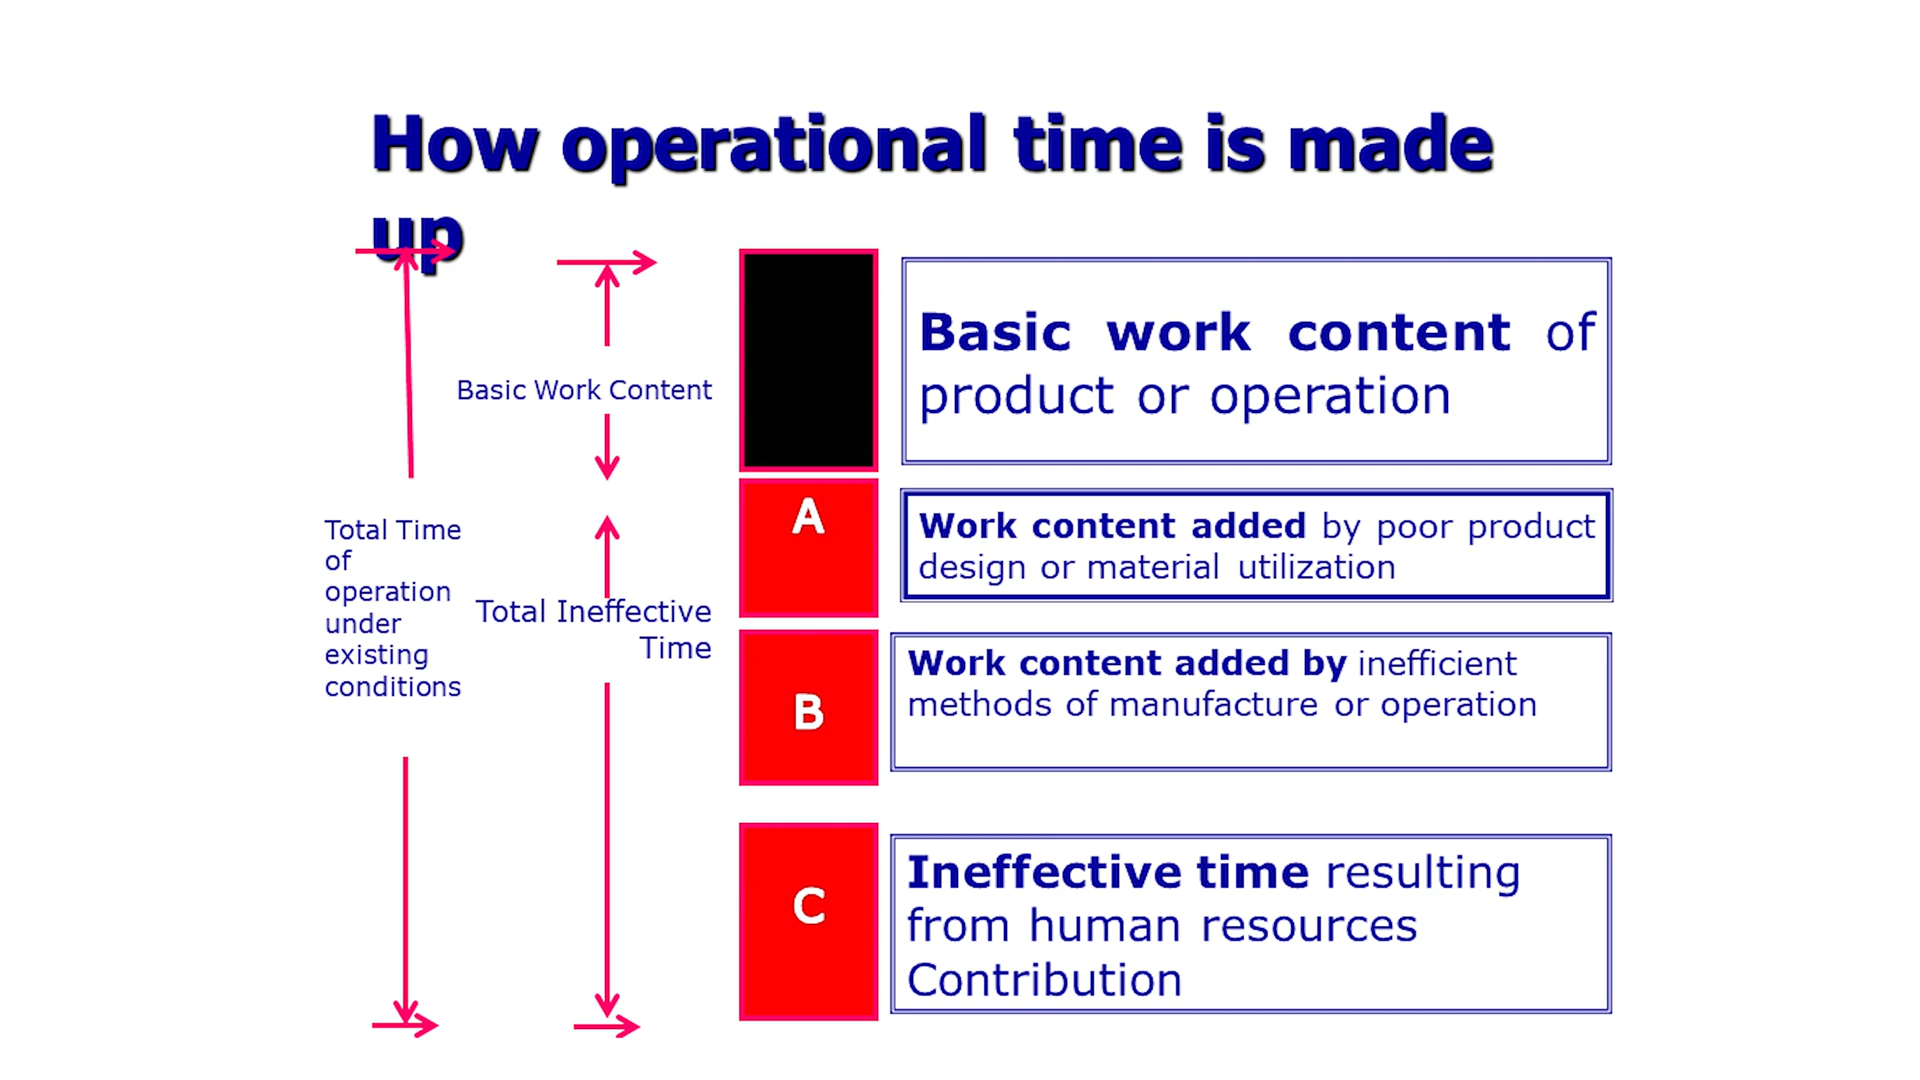 How operational time is made
up
Basic work content of
product or operation
Basic Work Content
A
Work content added by poor product
design or material utilization
Total Time
of
operation
under
existing
conditions
Total Ineffective
Time
B
Work content added by inefficient
methods of manufacture or operation
C
Ineffective time resulting
from human resources
Contribution